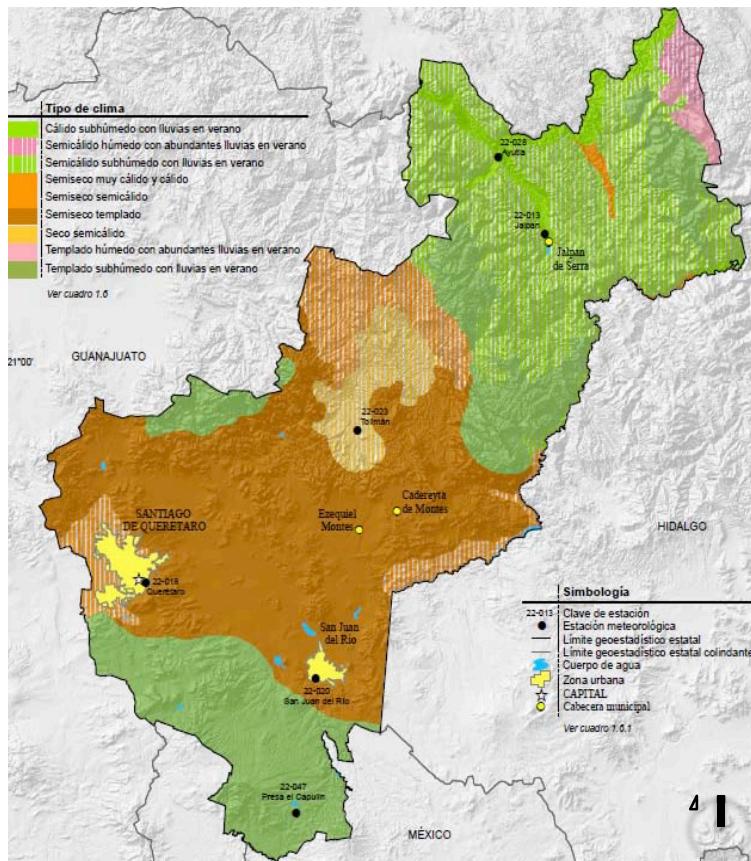 Tipo de clima
Cálido subhúmedo con lluvias en verano
Semicálido húmedo con abundantes lluvias en verano
Semicálido subhúmedo con lluvias en verano
Semiseco muy cálido y cálido
Semiseco semicálido
Semiseco templado
Seco semicálido
Templado húmedo con abundantes lluvias en verano
Templado subhúmedo con lluvias en verano
Ver cuadro 1.6
22-028
Ayutla
22-013
Jalpan
Jalpan
de Serra
21°00'
GUANAJUATO
22-023
Tolimán
Cadereyta
de Montes
Ezequiel
Montes
SANTIAGO
DE QUERETARO
HIDALGO
22-018
Querétaro
San Juan
del Río
22-020
San Juan del Río
22-047
Presa el Capulín
MÉXICO
Simbología
22-013 Clave de estación
Estación meteorológica
Límite geoestadístico estatal
Límite geoestadístico estatal colindante
Cuerpo de agua
Zona urbana
CAPITAL
Cabecera municipal
Ver cuadro 1.6.1